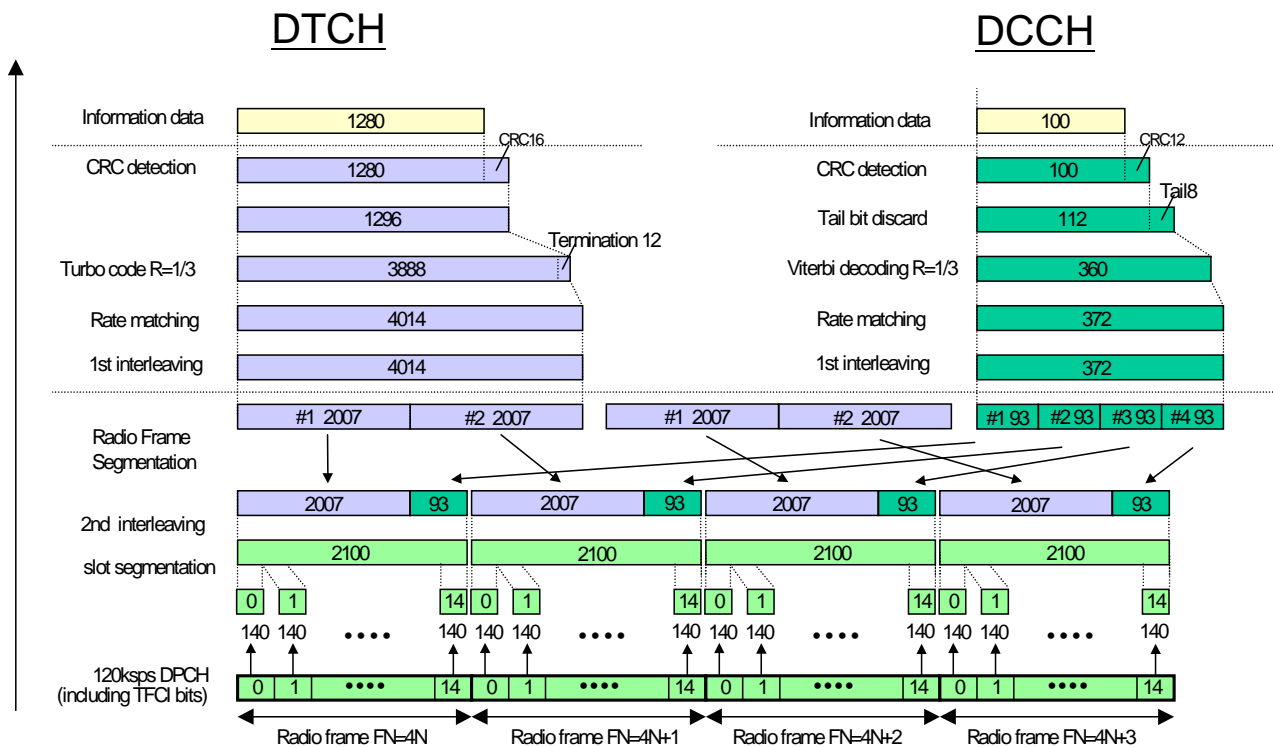 DTCH DCCH
Information data 1280 Information data 100
CRC16 CRC12
CRC detection 1280 CRC detection 100
Tail8
1296 Tail bit discard 112
Termination 12
Turbo code R=1/3 3888 Viterbi decoding R=1/3 360
Rate matching 4014 Rate matching 372
1st interleaving 4014 1st interleaving 372
#1 2007 #2 2007 #1 2007 #2 2007 #1 93 #2 93 #3 93 #4 93
Radio Frame
Segmentation
2007 93 2007 93 2007 93 2007 93
2nd interleaving
2100 2100 2100 2100
slot segmentation
0 1 14 0 1 14 0 1 14 0 1 14
140 140 •••• 140 140 140 •••• 140 140 140 •••• 140 140 140 •••• 140
120ksps DPCH
(including TFCI bits)
0 1 •••• 14 0 1 •••• 14 0 1 •••• 14 0 1 •••• 14
Radio frame FN=4N Radio frame FN=4N+1 Radio frame FN=4N+2 Radio frame FN=4N+3